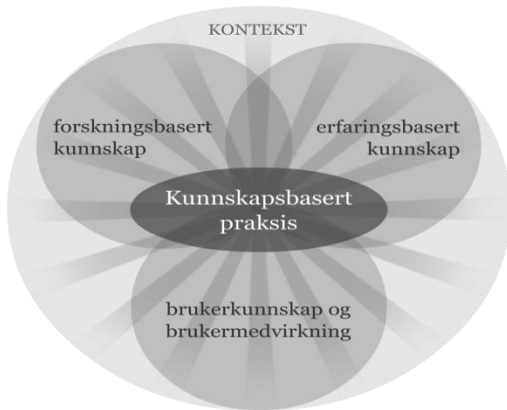 KONTEKST
forskningsbasert
kunnskap
erfaringsbasert
kunnskap
Kunnskapsbasert
praksis
brukerkunnskap og
brukermedvirkning